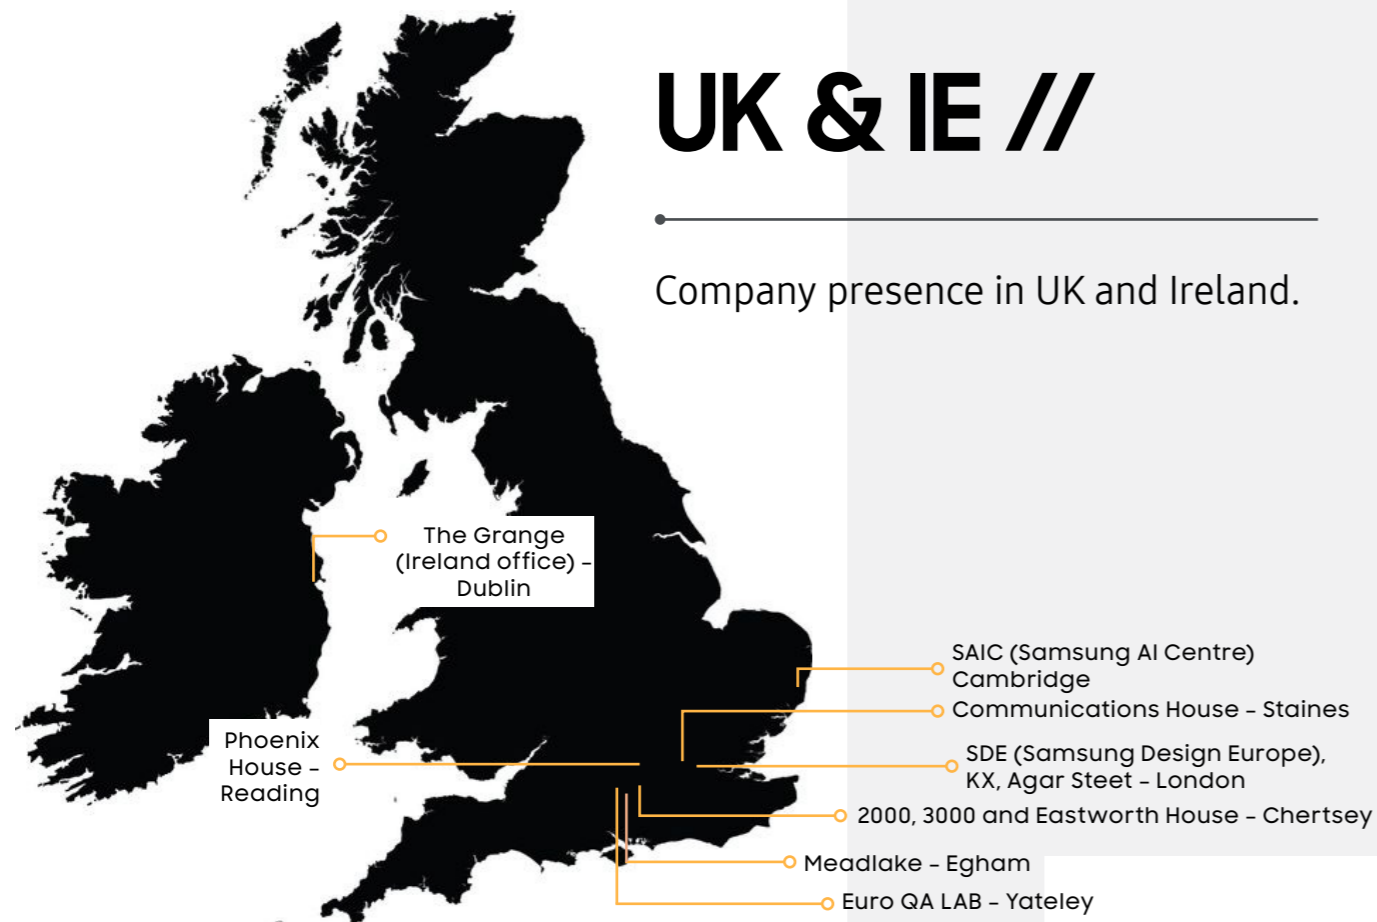 UK & IE //
Company presence in UK and Ireland.
The Grange
(Ireland office) –
Dublin
SAIC (Samsung AI Centre)
Cambridge
Communications House – Staines
Phoenix
House –
Reading
SDE (Samsung Design Europe),
KX, Agar Steet – London
2000, 3000 and Eastworth House – Chertsey
Meadlake – Egham
Euro QA LAB – Yateley